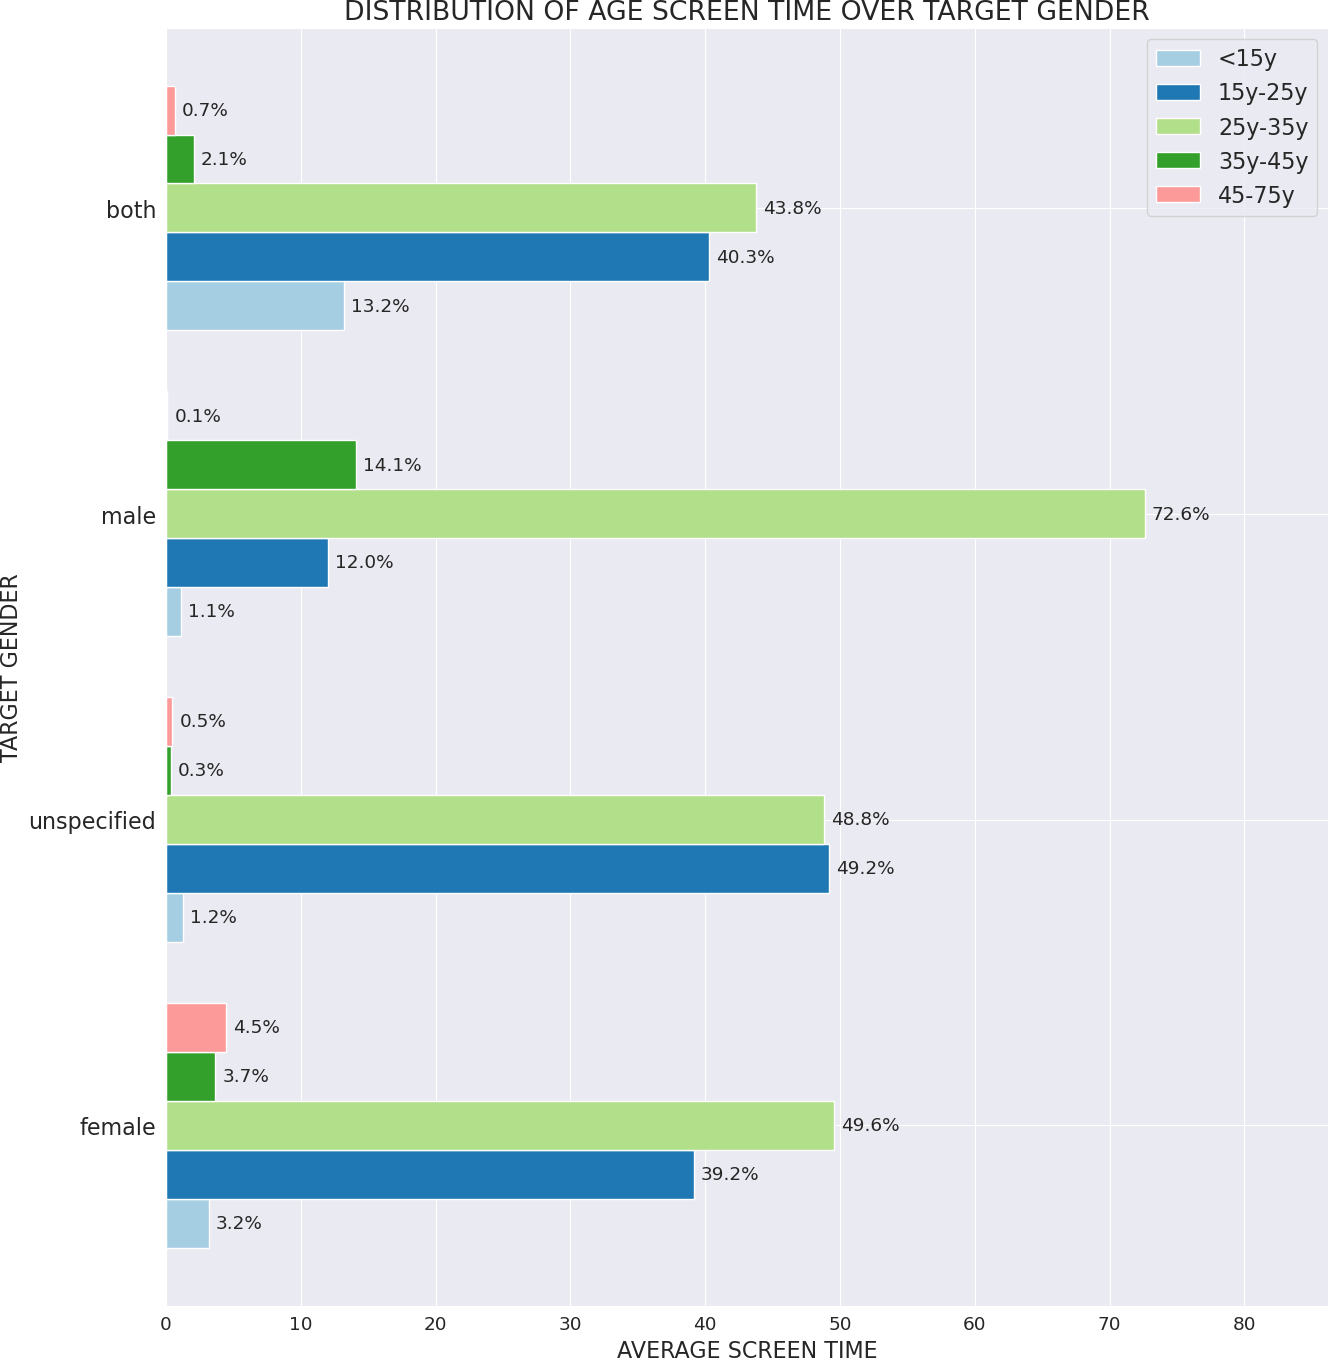 DISTRIBUTION OF AGE SCREEN TIME OVER TARGET GENDER
<15y
15y-25y
25y-35y
35y-45y
45-75y
0.7%
2.1%
both
43.8%
40.3%
13.2%
0.1%
14.1%
male
72.6%
12.0%
1.1%
TARGET GENDER
0.5%
0.3%
unspecified
48.8%
49.2%
1.2%
4.5%
3.7%
female
49.6%
39.2%
3.2%
0 10 20 30 40 50 60 70 80
AVERAGE SCREEN TIME